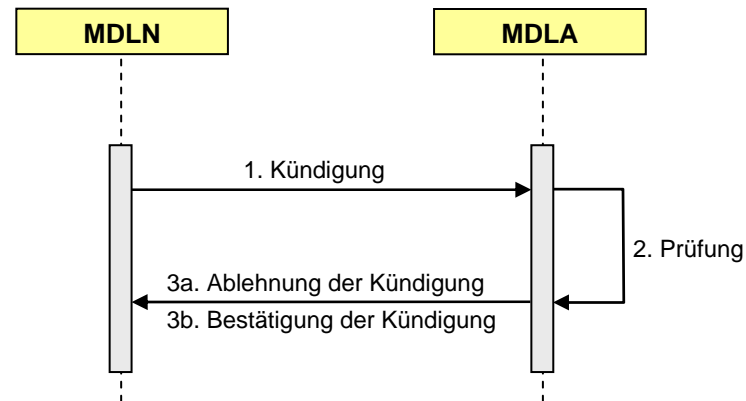 MDLN
MDLA
1. Kündigung
2. Prüfung
3a. Ablehnung der Kündigung
3b. Bestätigung der Kündigung